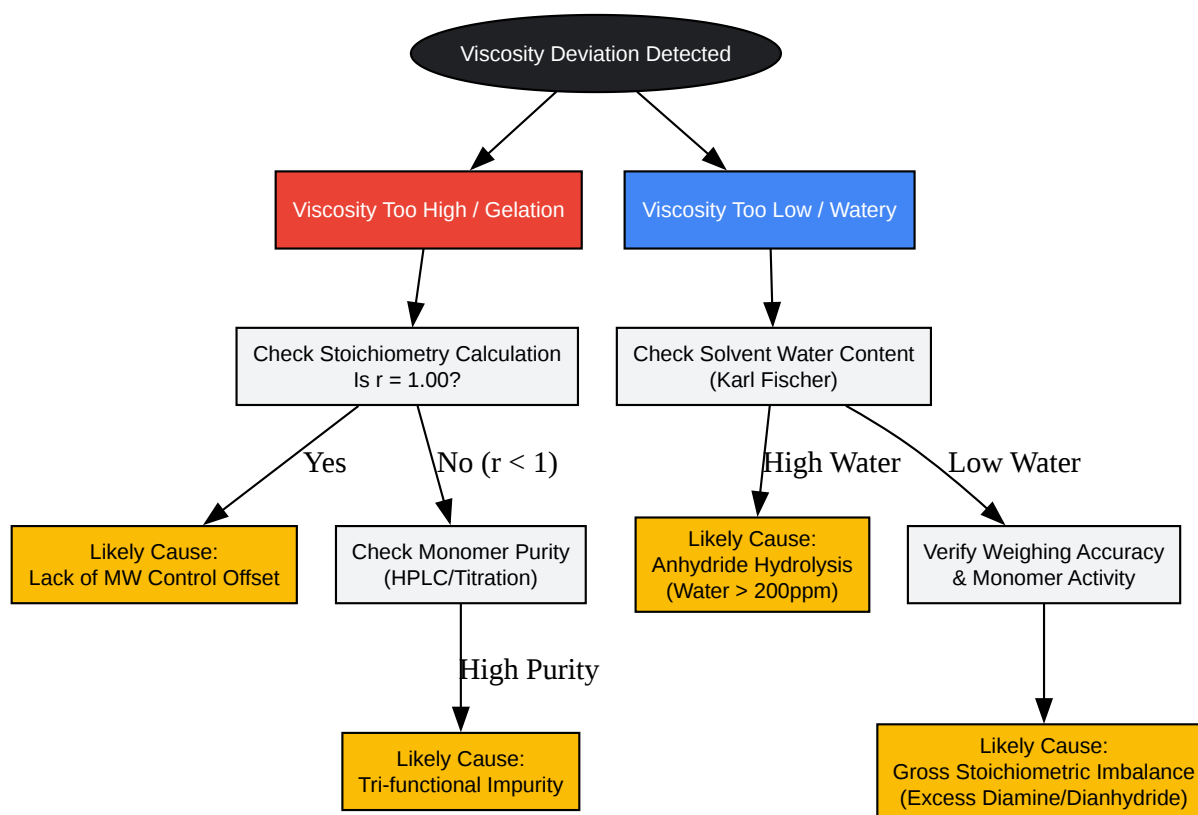 Viscosity Deviation Detected
Viscosity Too High / Gelation
Viscosity Too Low / Watery
Check Stoichiometry Calculation
Is r = 1.00?
Check Solvent Water Content
(Karl Fischer)
Yes
No (r < 1)
High Water
Low Water
Likely Cause:
Lack of MW Control Offset
Check Monomer Purity
(HPLC/Titration)
Likely Cause:
Anhydride Hydrolysis
(Water > 200ppm)
Verify Weighing Accuracy
& Monomer Activity
High Purity
Likely Cause:
Tri-functional Impurity
Likely Cause:
Gross Stoichiometric Imbalance
(Excess Diamine/Dianhydride)